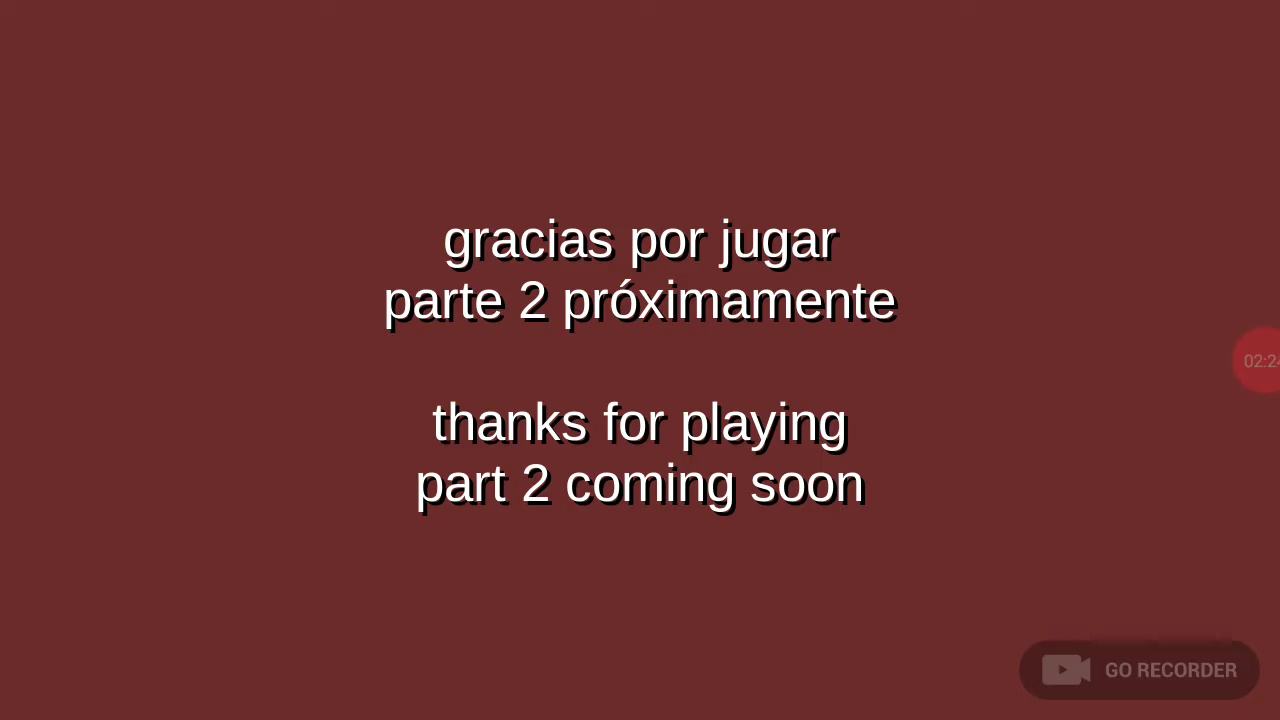 gracias por jugar
parte 2 próximamente
thanks for playing
part 2 coming soon
GO RECORDER